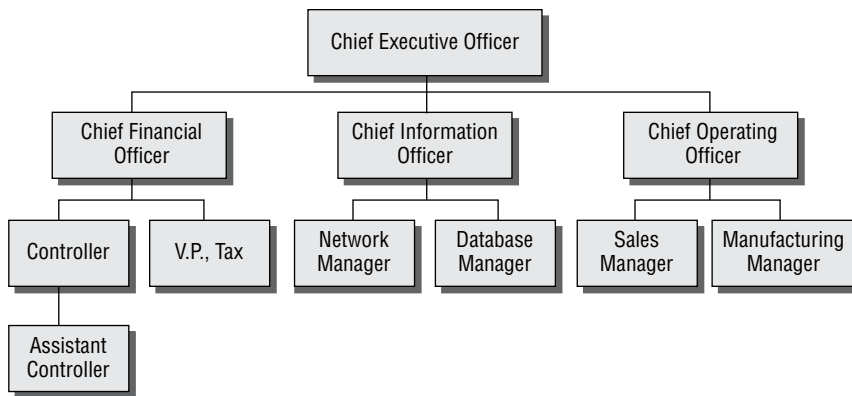 Chief Executive Officer
Chief Financial
Officer
Chief Information
Officer
Chief Operating
Officer
Controller
V.P., Tax
Network
Manager
Database
Manager
Sales
Manager
Manufacturing
Manager
Assistant
Controller